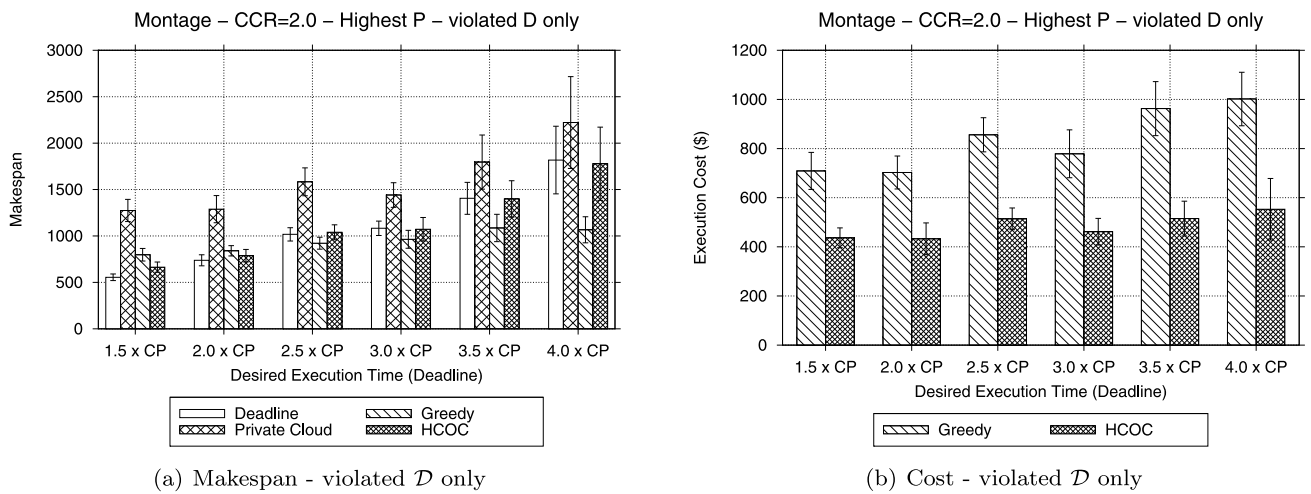 Montage – CCR=2.0 – Highest P – violated D only
3000
2500
2000
1500
1000
500
0
Makespan
1.5 x CP 2.0 x CP 2.5 x CP 3.0 x CP 3.5 x CP 4.0 x CP
Desired Execution Time (Deadline)
Deadline Greedy
Private Cloud HCOC
(a) Makespan - violated D only
Montage – CCR=2.0 – Highest P – violated D only
1200
1000
800
600
400
200
0
Execution Cost ($)
1.5 x CP 2.0 x CP 2.5 x CP 3.0 x CP 3.5 x CP 4.0 x CP
Desired Execution Time (Deadline)
Greedy HCOC
(b) Cost - violated D only